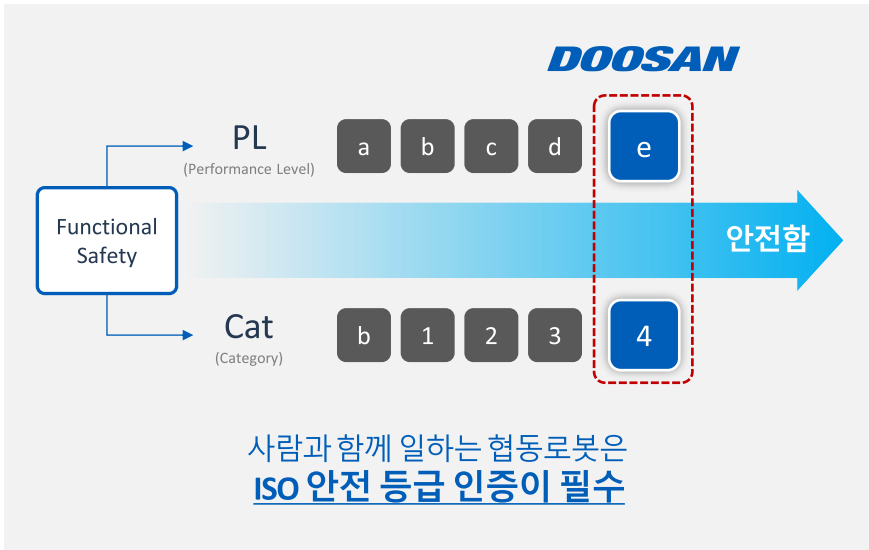 DOOSAN
PL
(Performance Level)
a b c d e
Functional
Safety
안전함
Cat
(Category)
b 1 2 3 4
사람과 함께 일하는 협동로봇은
ISO 안전 등급 인증이 필수